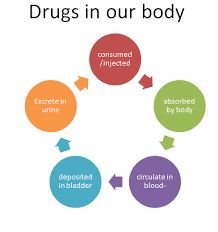 Drugs in our body
consumed
/injected
absorbed
by body
circulate in
blood-
deposited
in bladder
Excrete in
urine